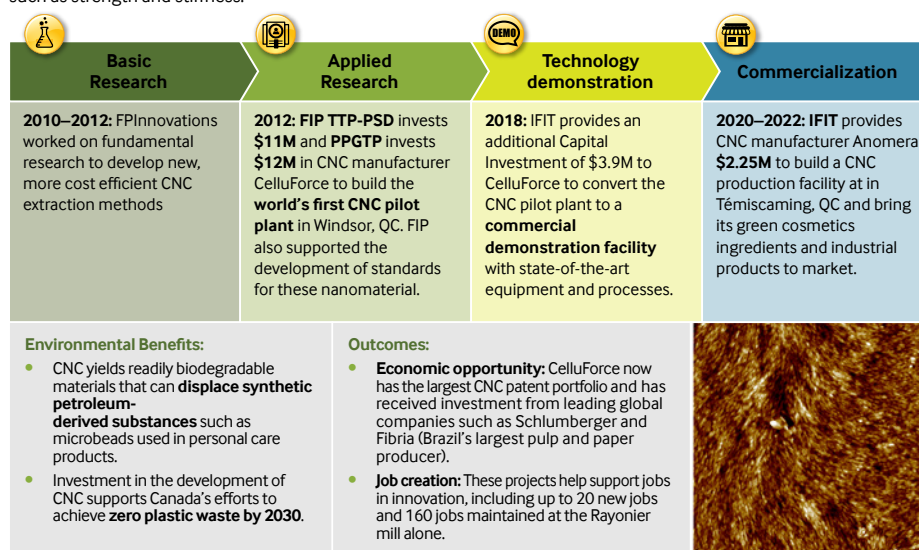 such as strength and stiffness.
DEMO
Basic
Research
Applied
Research
Technology
demonstration
Commercialization
2010–2012: FPInnovations
worked on fundamental
research to develop new,
more cost efficient CNC
extraction methods
2012: FIP TTP-PSD invests
$11M and PPGTP invests
$12M in CNC manufacturer
CelluForce to build the
world's first CNC pilot
plant in Windsor, QC. FIP
also supported the
development of standards
for these nanomaterial.
2018: IFIT provides an
additional Capital
Investment of $3.9M to
CelluForce to convert the
CNC pilot plant to a
commercial
demonstration facility
with state-of-the-art
equipment and processes.
2020–2022: IFIT provides
CNC manufacturer Anomera
$2.25M to build a CNC
production facility at in
Témiscaming, QC and bring
its green cosmetics
ingredients and industrial
products to market.
Environmental Benefits:
• CNC yields readily biodegradable
materials that can displace synthetic
petroleum-
derived substances such as
microbeads used in personal care
products.
• Investment in the development of
CNC supports Canada's efforts to
achieve zero plastic waste by 2030.
Outcomes:
• Economic opportunity: CelluForce now
has the largest CNC patent portfolio and has
received investment from leading global
companies such as Schlumberger and
Fibria (Brazil's largest pulp and paper
producer).
• Job creation: These projects help support jobs
in innovation, including up to 20 new jobs
and 160 jobs maintained at the Rayonier
mill alone.